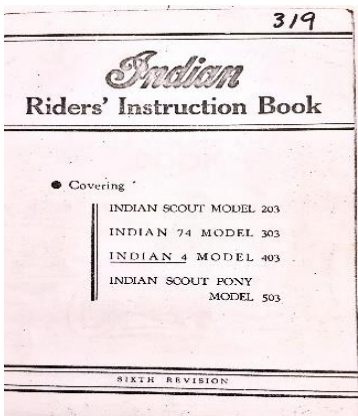 319
Indian
Riders' Instruction Book
Covering
INDIAN SCOUT MODEL 203
INDIAN 74 MODEL 303
INDIAN 4 MODEL 403
INDIAN SCOUT PONY
MODEL 503
SIXTH REVISION